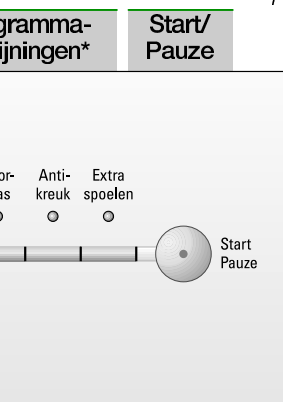 gramma-
ijningen*
Start/
Pauze
or-
as
Anti-
kreuk
Extra
spoelen
Start
Pauze